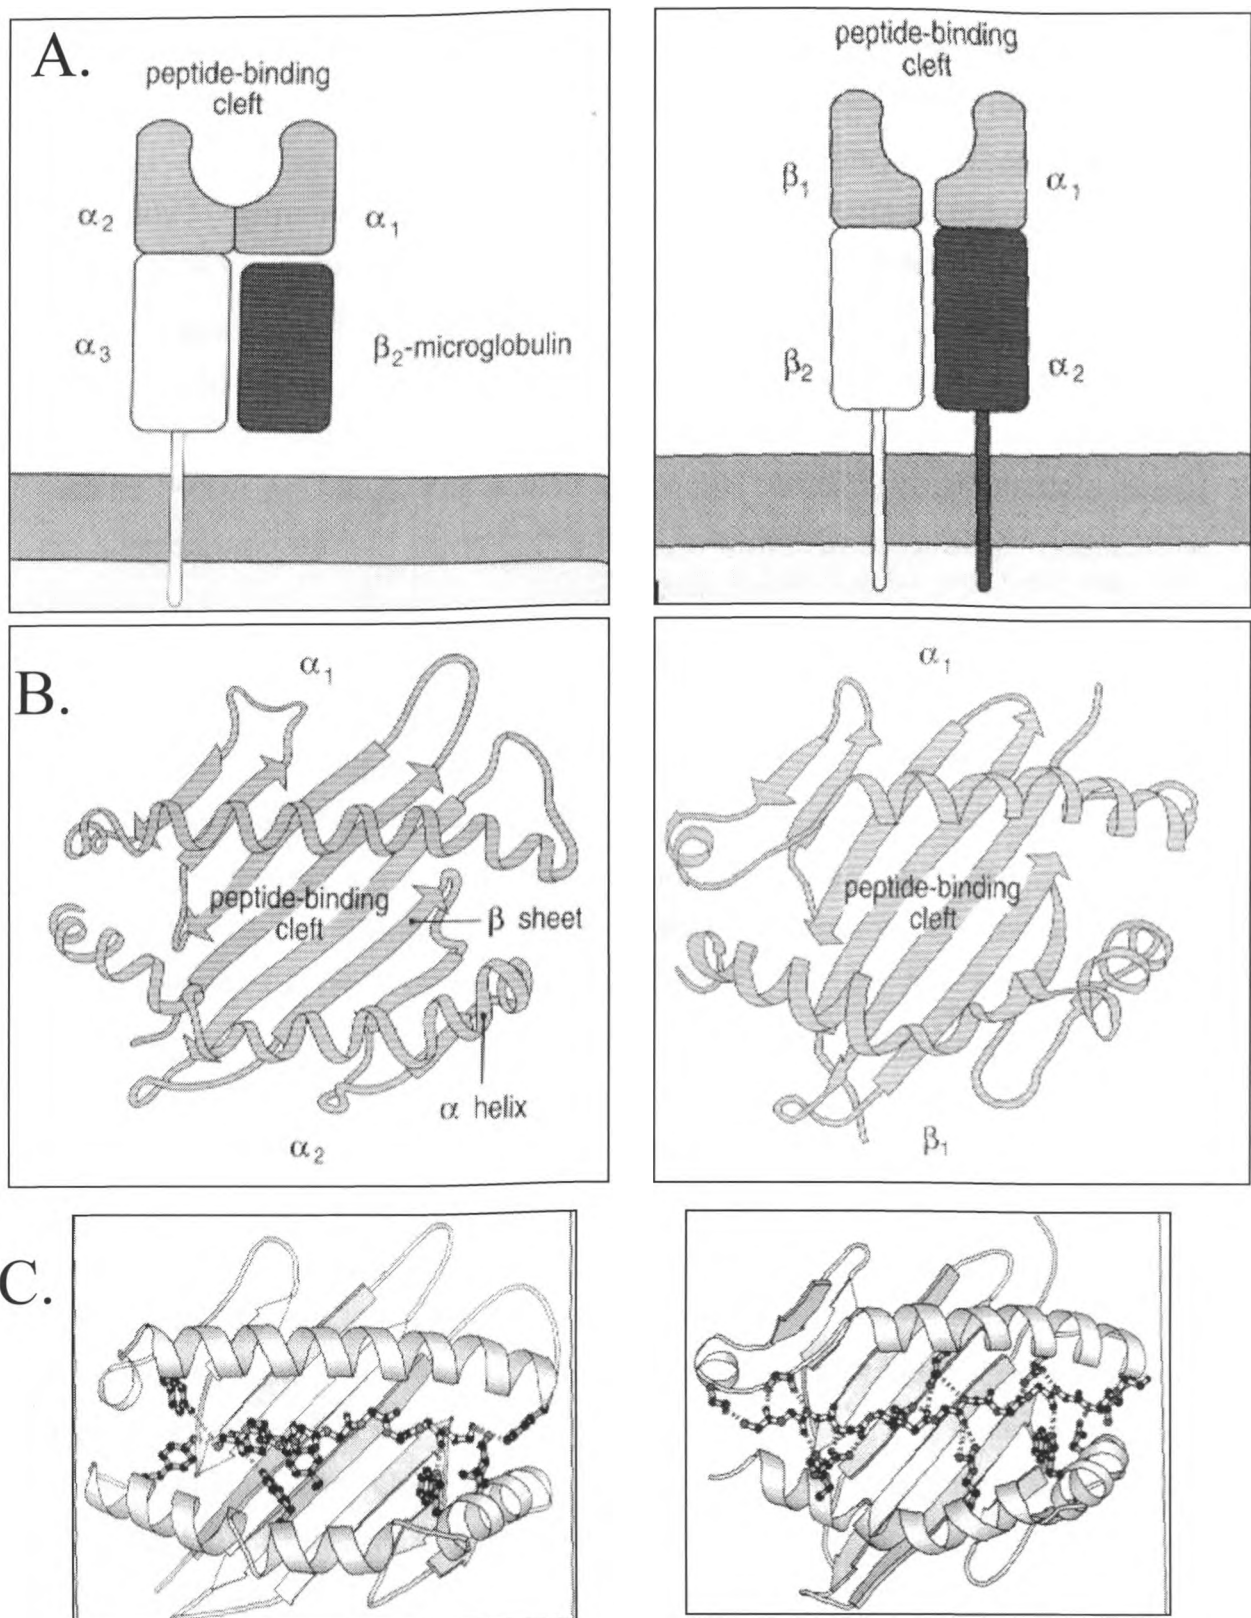 A.
peptide-binding
cleft
α₂
α₁
α₃
β₂-microglobulin
peptide-binding
cleft
β₁
α₁
β₂
α₂
B.
α₁
peptide-binding
cleft
β sheet
α helix
α₂
α₁
peptide-binding
cleft
β₁
C.